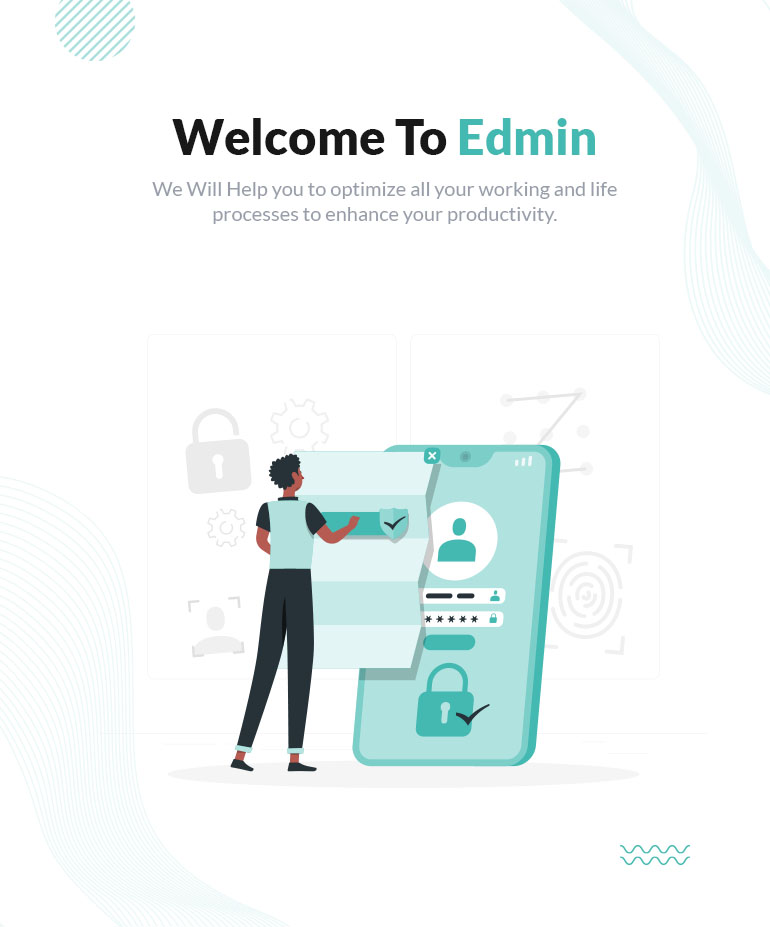 Welcome To Edmin
We Will Help you to optimize all your working and life
processes to enhance your productivity.
*****